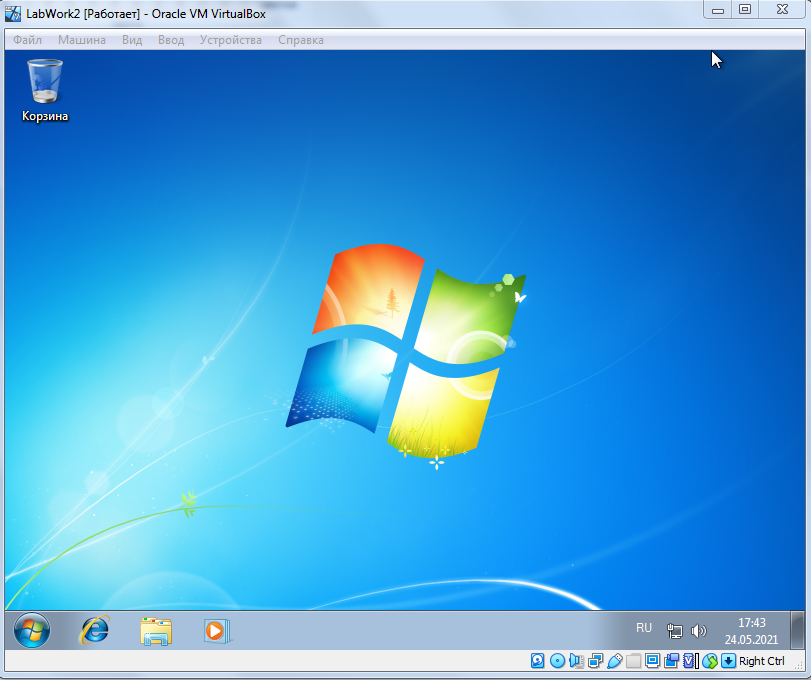 LabWork2 [Работает] - Oracle VM VirtualBox
Файл Машина Вид Ввод Устройства Справка
Корзина
RU
17:43
24.05.2021
Right Ctrl